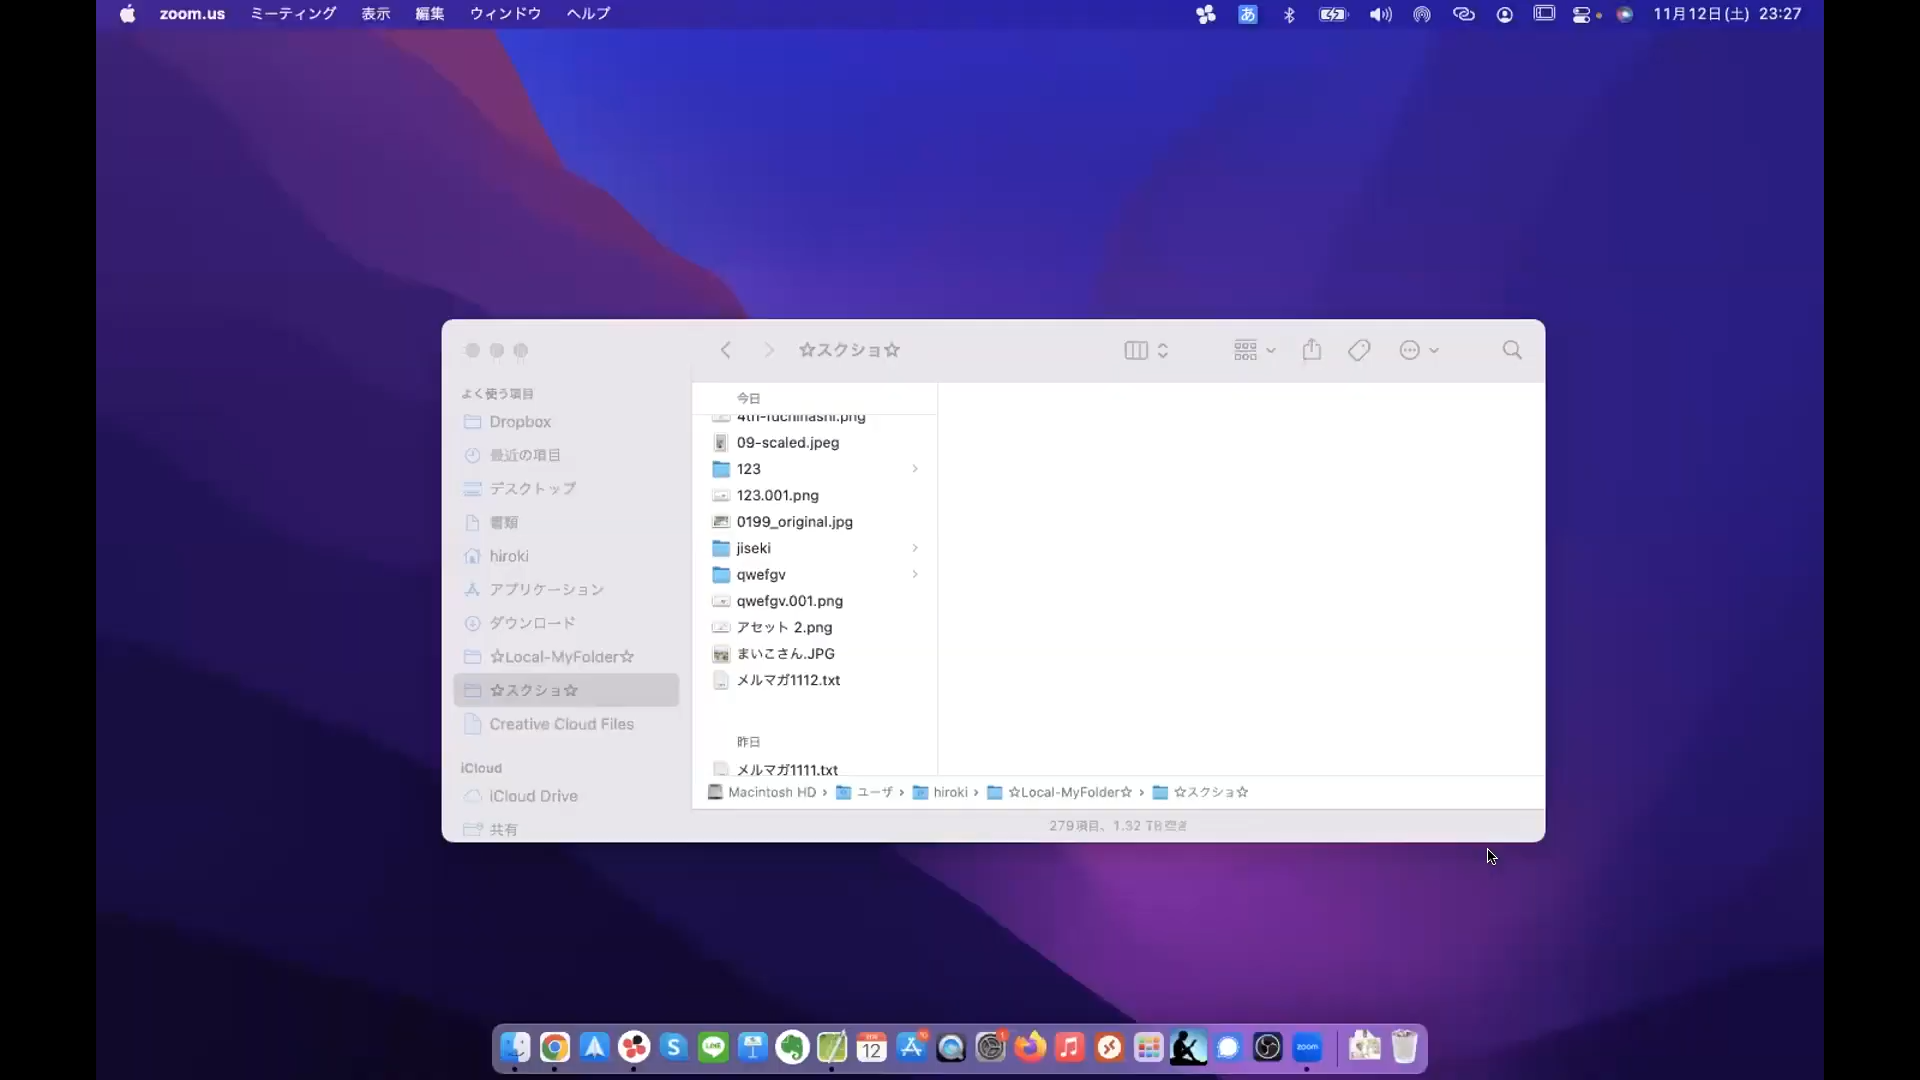 zoom.us ミーティング 表示 編集 ウィンドウ ヘルプ あ 11月12日(土) 23:27
☆スクショ☆
よく使う項目
Dropbox
最近の項目
デスクトップ
書類
hiroki
アプリケーション
ダウンロード
☆Local-MyFolder☆
☆スクショ☆
Creative Cloud Files
iCloud
iCloud Drive
共有
今日
4th-fuchihashi.png
09-scaled.jpeg
123
123.001.png
0199_original.jpg
jiseki
qwefgv
qwefgv.001.png
アセット 2.png
まいこさん.JPG
メルマガ1112.txt
昨日
メルマガ1111.txt
Macintosh HD › ユーザ › hiroki › ☆Local-MyFolder☆ › ☆スクショ☆
279項目、1.32 TB空き
LINE 12 1 zoom